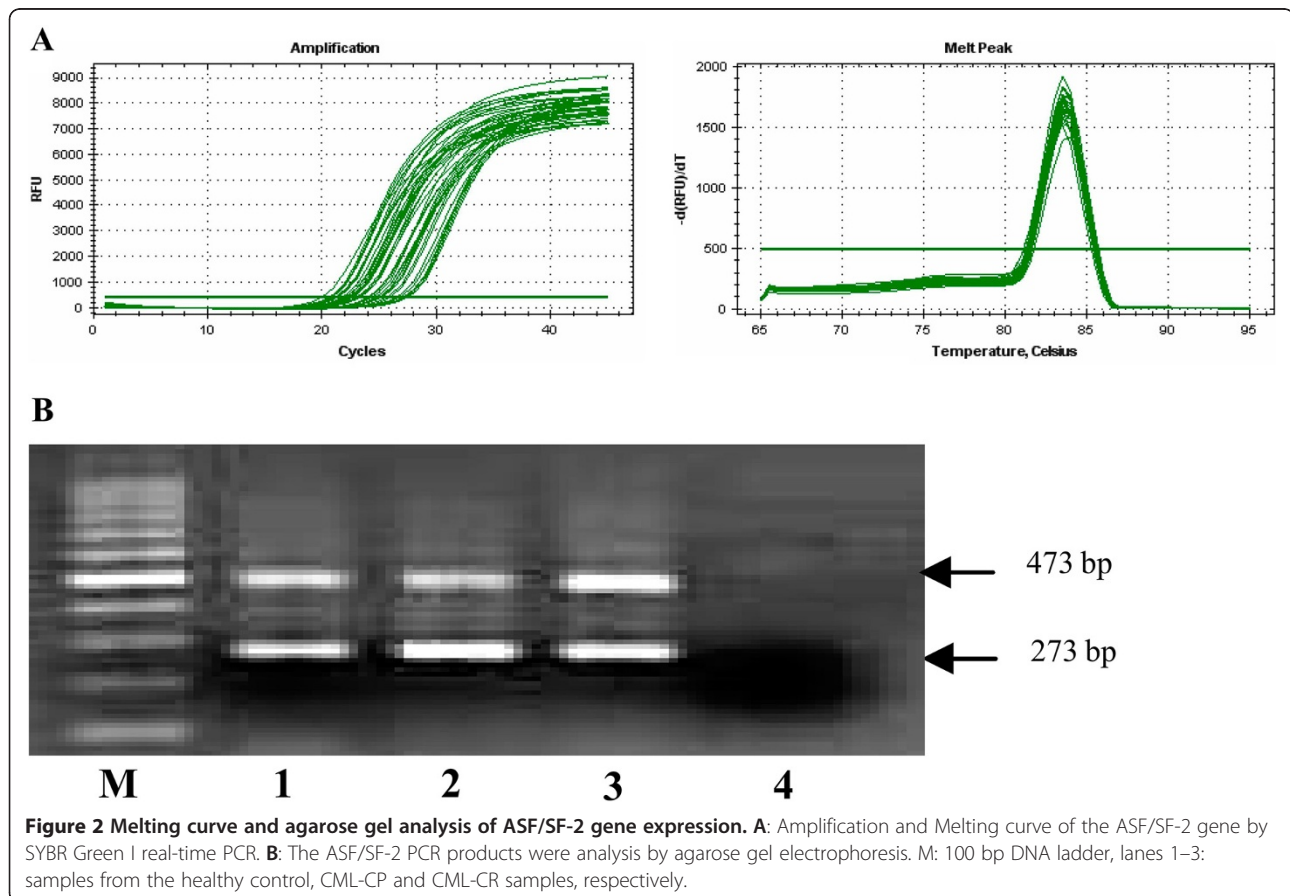 A
Amplification
RFU
9000
8000
7000
6000
5000
4000
3000
2000
1000
0
0
10
20
30
40
Cycles
Melt Peak
-d(RFU)/dT
2000
1500
1000
500
0
65
70
75
80
85
90
95
Temperature, Celsius
B
473 bp
273 bp
M
1
2
3
4
Figure 2 Melting curve and agarose gel analysis of ASF/SF-2 gene expression. A: Amplification and Melting curve of the ASF/SF-2 gene by
SYBR Green I real-time PCR. B: The ASF/SF-2 PCR products were analysis by agarose gel electrophoresis. M: 100 bp DNA ladder, lanes 1–3:
samples from the healthy control, CML-CP and CML-CR samples, respectively.